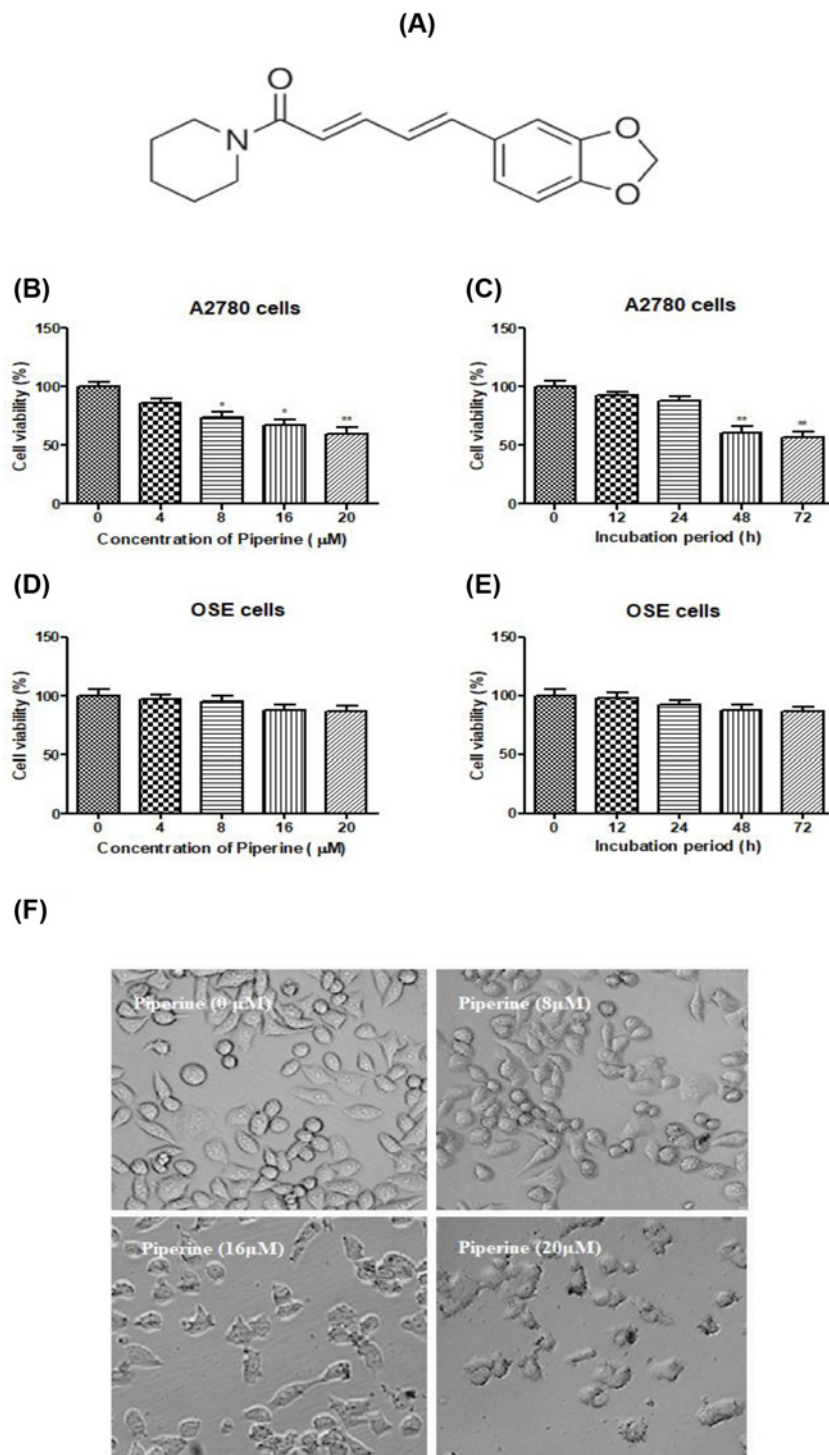 (A)
O
N
O
O
(B)
A2780 cells
150
100
50
0
Cell viability (%)
* * **
0 4 8 16 20
Concentration of Piperine ( μM)
(C)
A2780 cells
150
100
50
0
Cell viability (%)
** **
0 12 24 48 72
Incubation period (h)
(D)
OSE cells
150
100
50
0
Cell viability (%)
0 4 8 16 20
Concentration of Piperine ( μM)
(E)
OSE cells
150
100
50
0
Cell viability (%)
0 12 24 48 72
Incubation period (h)
(F)
Piperine (0 μM)
Piperine (8μM)
Piperine (16μM)
Piperine (20μM)